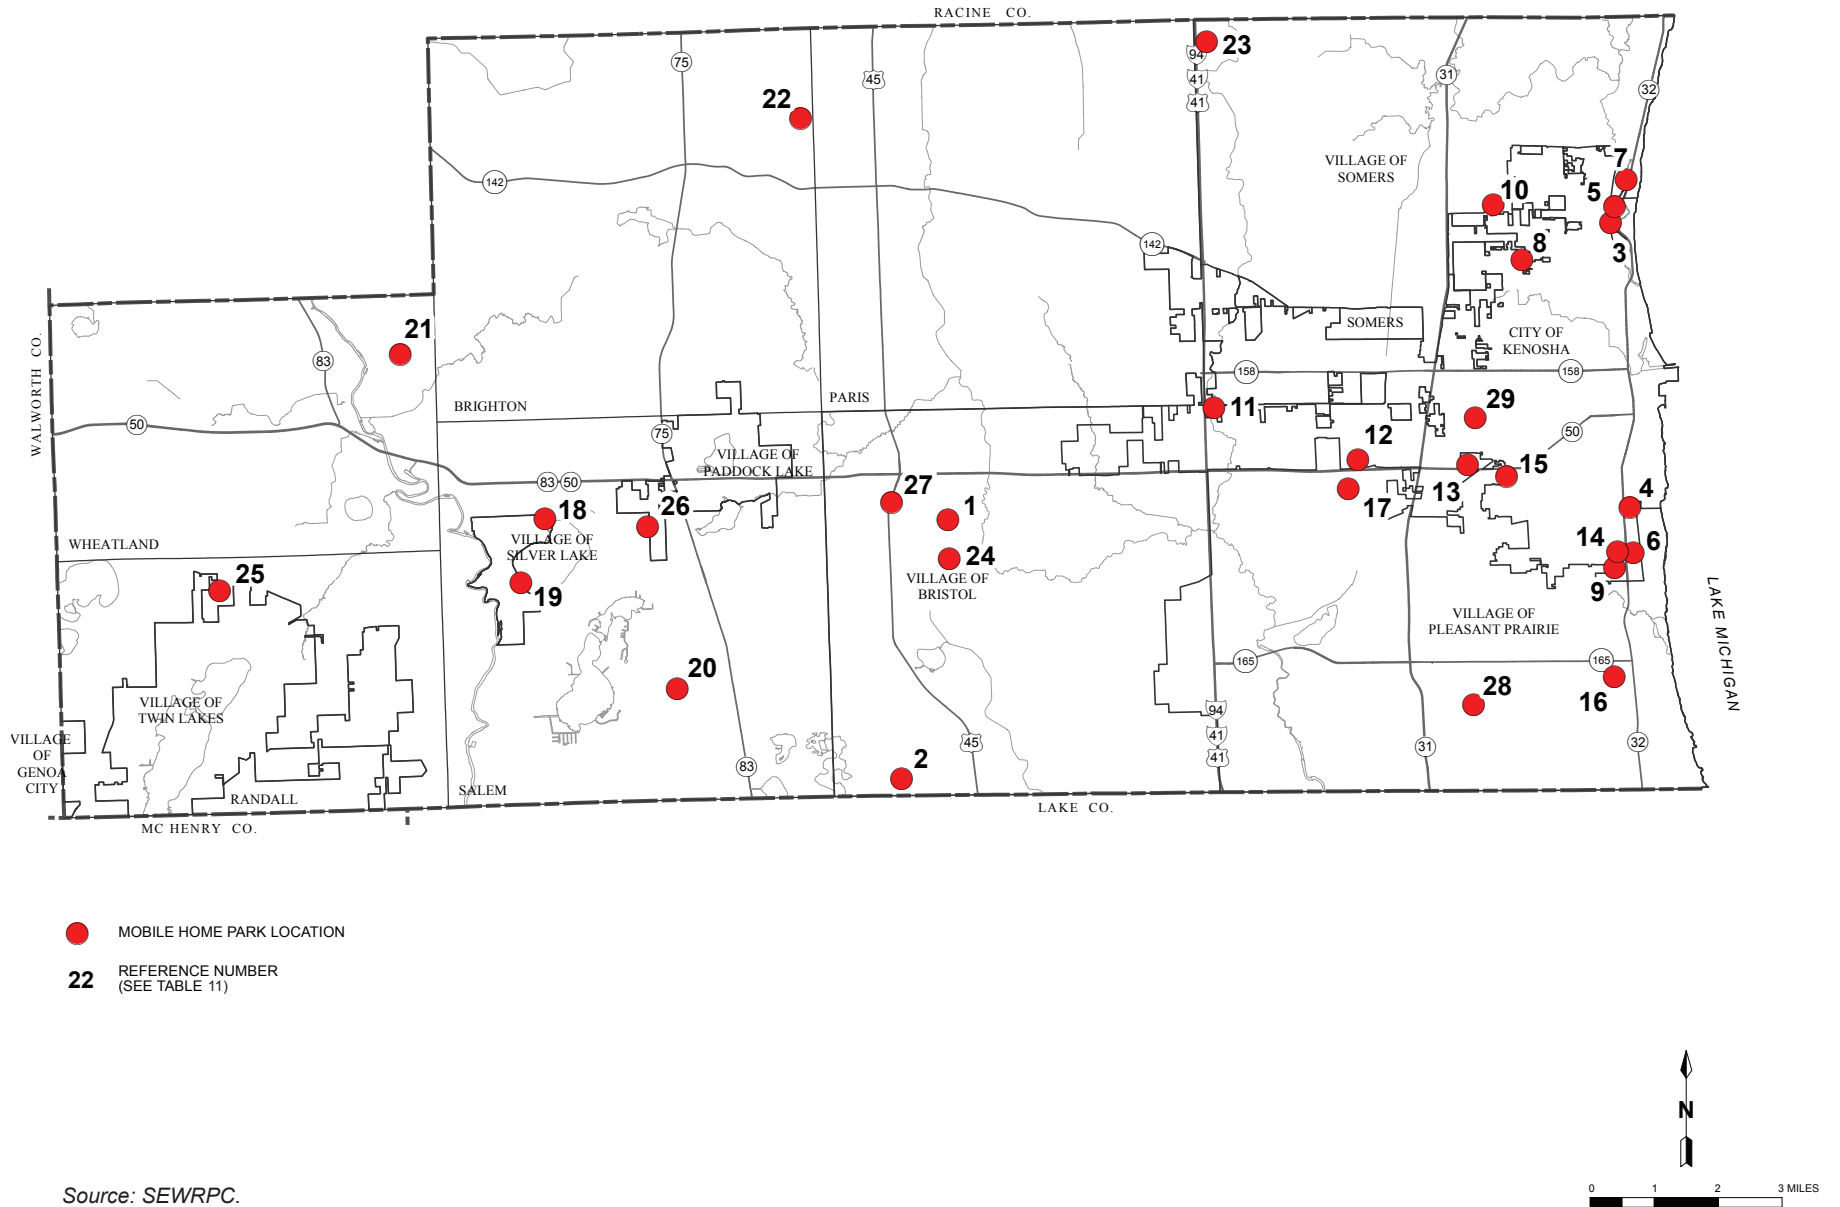 RACINE CO.
23
94
41
41
75
45
31
32
22
VILLAGE OF
SOMERS
7
142
10
5
142
8
3
21
SOMERS
CITY OF
KENOSHA
WALWORTH CO.
83
158
158
BRIGHTON
PARIS
11
29
50
75
12
50
VILLAGE OF
PADDOCK LAKE
83
50
27
1
13
15
17
4
18
26
VILLAGE OF
SILVER LAKE
WHEATLAND
24
14
6
VILLAGE OF
BRISTOL
25
19
9
VILLAGE OF
PLEASANT PRAIRIE
LAKE MICHIGAN
165
165
20
28
16
VILLAGE OF
TWIN LAKES
94
41
41
VILLAGE
OF
GENOA
CITY
45
31
32
2
83
SALEM
RANDALL
LAKE CO.
MC HENRY CO.
MOBILE HOME PARK LOCATION
22
REFERENCE NUMBER
(SEE TABLE 11)
N
0 1 2 3 MILES
Source: SEWRPC.